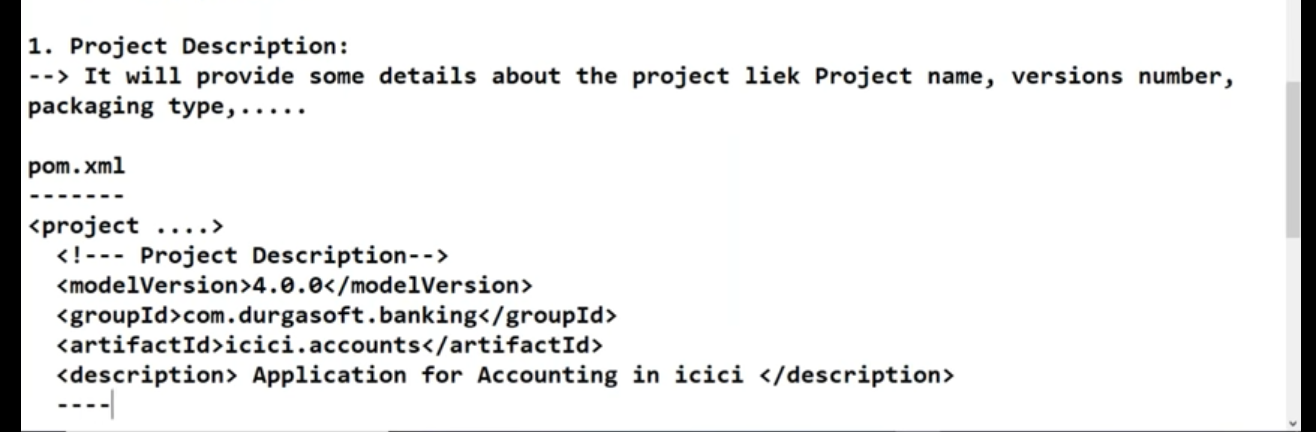 1. Project Description:
--> It will provide some details about the project liek Project name, versions number,
packaging type,.....
pom.xml
-------
<project ....>
<!--- Project Description-->
<modelVersion>4.0.0</modelVersion>
<groupId>com.durgasoft.banking</groupId>
<artifactId>icici.accounts</artifactId>
<description> Application for Accounting in icici </description>
----